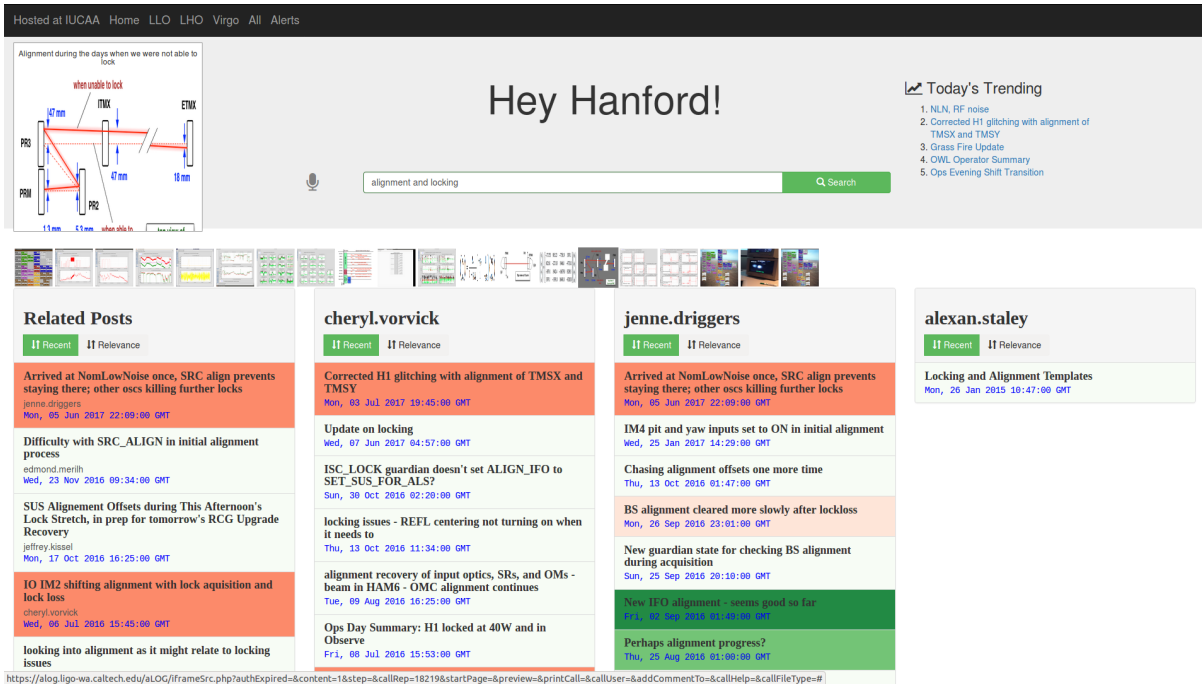 Hosted at IUCAA Home LLO LHO Virgo All Alerts
Alignment during the days when we were not able to
lock
when unable to lock
ITMX
ETMX
47 mm
PR3
47 mm
18 mm
PRM
PR2
1.3 mm 5.3 mm when able to
top view of
Hey Hanford!
alignment and locking
Search
Today's Trending
1. NLN, RF noise
2. Corrected H1 glitching with alignment of
TMSX and TMSY
3. Grass Fire Update
4. OWL Operator Summary
5. Ops Evening Shift Transition
Related Posts
Recent Relevance
Arrived at NomLowNoise once, SRC align prevents
staying there; other oscs killing further locks
jenne.driggers
Mon, 05 Jun 2017 22:09:00 GMT
Difficulty with SRC_ALIGN in initial alignment
process
edmond.merilh
Wed, 23 Nov 2016 09:34:00 GMT
SUS Alignement Offsets during This Afternoon's
Lock Stretch, in prep for tomorrow's RCG Upgrade
Recovery
jeffrey.kissel
Mon, 17 Oct 2016 16:25:00 GMT
IO IM2 shifting alignment with lock aquisition and
lock loss
cheryl.vorvick
Wed, 06 Jul 2016 15:45:00 GMT
looking into alignment as it might relate to locking
issues
cheryl.vorvick
Recent Relevance
Corrected H1 glitching with alignment of TMSX and
TMSY
Mon, 03 Jul 2017 19:45:00 GMT
Update on locking
Wed, 07 Jun 2017 04:57:00 GMT
ISC_LOCK guardian doesn't set ALIGN_IFO to
SET_SUS_FOR_ALS?
Sun, 30 Oct 2016 02:20:00 GMT
locking issues - REFL centering not turning on when
it needs to
Thu, 13 Oct 2016 11:34:00 GMT
alignment recovery of input optics, SRs, and OMs -
beam in HAM6 - OMC alignment continues
Tue, 09 Aug 2016 16:25:00 GMT
Ops Day Summary: H1 locked at 40W and in
Observe
Fri, 08 Jul 2016 15:53:00 GMT
jenne.driggers
Recent Relevance
Arrived at NomLowNoise once, SRC align prevents
staying there; other oscs killing further locks
Mon, 05 Jun 2017 22:09:00 GMT
IM4 pit and yaw inputs set to ON in initial alignment
Wed, 25 Jan 2017 14:29:00 GMT
Chasing alignment offsets one more time
Thu, 13 Oct 2016 01:47:00 GMT
BS alignment cleared more slowly after lockloss
Mon, 26 Sep 2016 23:01:00 GMT
New guardian state for checking BS alignment
during acquisition
Sun, 25 Sep 2016 20:10:00 GMT
New IFO alignment - seems good so far
Fri, 02 Sep 2016 01:49:00 GMT
Perhaps alignment progress?
Thu, 25 Aug 2016 01:00:00 GMT
alexan.staley
Recent Relevance
Locking and Alignment Templates
Mon, 26 Jan 2015 10:47:00 GMT
https://alog.ligo-wa.caltech.edu/aLOG/iframeSrc.php?authExpired=&content=1&step=&callRep=18219&startPage=&preview=&printCall=&callUser=&addCommentTo=&callHelp=&callFileType=#